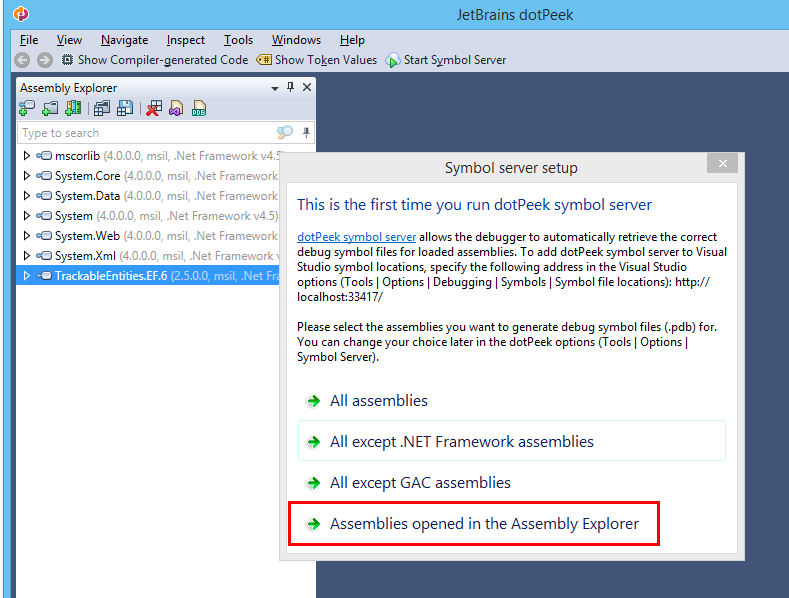 JetBrains dotPeek
File View Navigate Inspect Tools Windows Help
Show Compiler-generated Code Show Token Values Start Symbol Server
Assembly Explorer
Type to search
mscorlib (4.0.0.0, msil, .Net Framework v4.5)
System.Core (4.0.0.0, msil, .Net Framework
System.Data (4.0.0.0, msil, .Net Framework
System (4.0.0.0, msil, .Net Framework v4.5)
System.Web (4.0.0.0, msil, .Net Framework
System.Xml (4.0.0.0, msil, .Net Framework v
TrackableEntities.EF.6 (2.5.0.0, msil, .Net Fra
Symbol server setup
This is the first time you run dotPeek symbol server
dotPeek symbol server allows the debugger to automatically retrieve the correct
debug symbol files for loaded assemblies. To add dotPeek symbol server to Visual
Studio symbol locations, specify the following address in the Visual Studio
options (Tools | Options | Debugging | Symbols | Symbol file locations): http://
localhost:33417/
Please select the assemblies you want to generate debug symbol files (.pdb) for.
You can change your choice later in the dotPeek options (Tools | Options |
Symbol Server).
All assemblies
All except .NET Framework assemblies
All except GAC assemblies
Assemblies opened in the Assembly Explorer